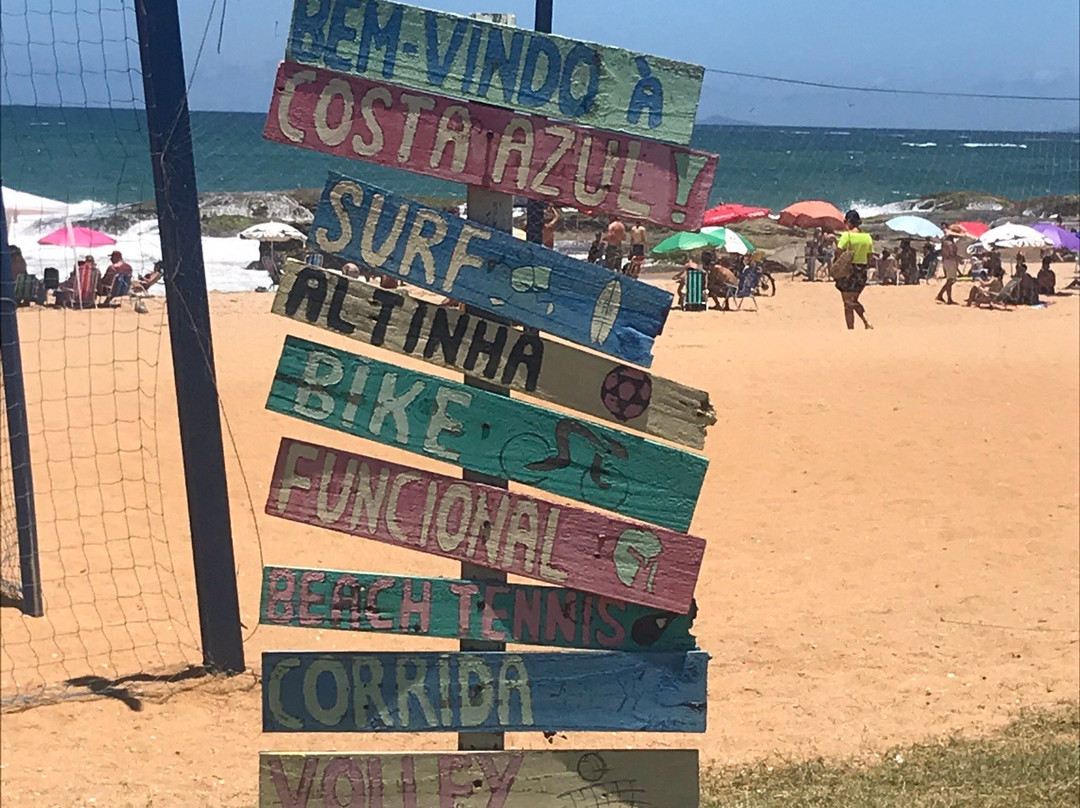 BEM-VINDO À
COSTA AZUL!
SURF
ALTINHA
BIKE
FUNCIONAL
BEACH TENNIS
CORRIDA
VOLLEY